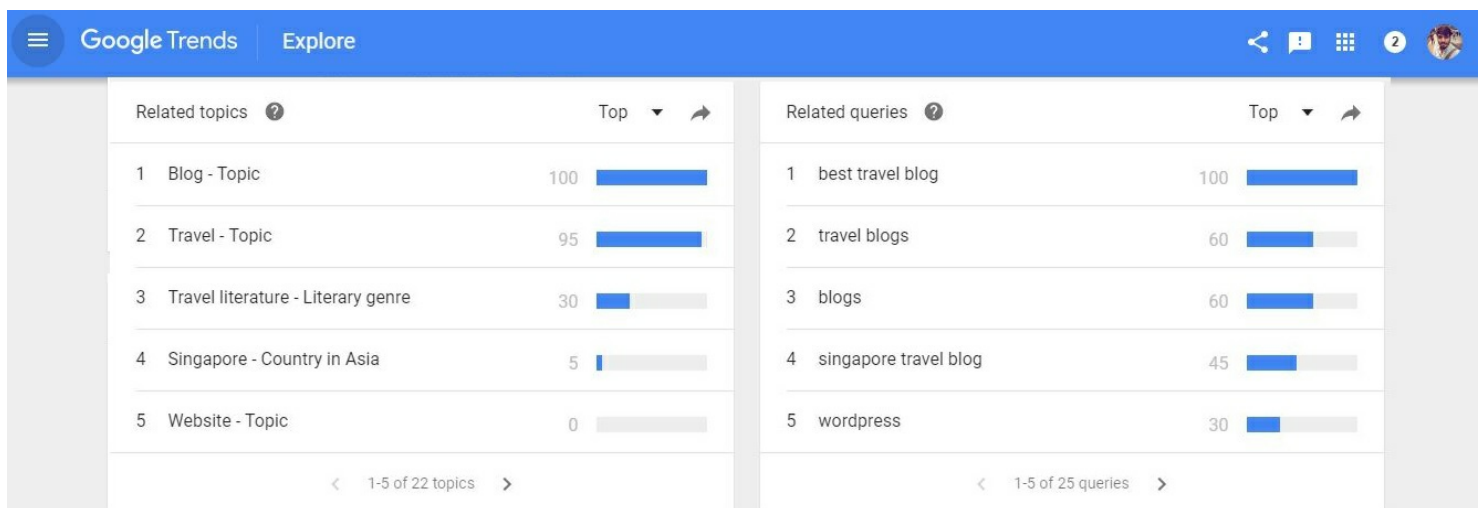 Google Trends Explore 2
Related topics Top
1 Blog - Topic 100
2 Travel - Topic 95
3 Travel literature - Literary genre 30
4 Singapore - Country in Asia 5
5 Website - Topic 0
1-5 of 22 topics
Related queries Top
1 best travel blog 100
2 travel blogs 60
3 blogs 60
4 singapore travel blog 45
5 wordpress 30
1-5 of 25 queries